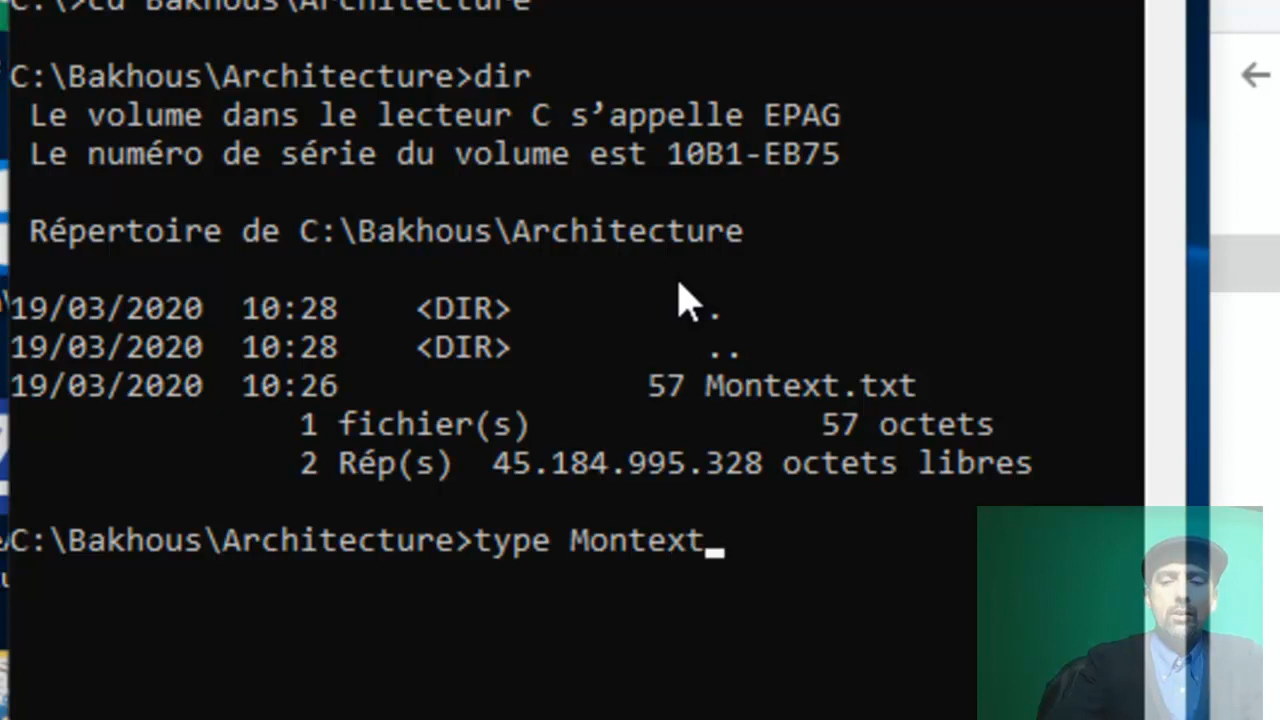 C:\>cd Bakhous\Architecture
C:\Bakhous\Architecture>dir
Le volume dans le lecteur C s’appelle EPAG
Le numéro de série du volume est 10B1-EB75
Répertoire de C:\Bakhous\Architecture
19/03/2020  10:28    <DIR>          .
19/03/2020  10:28    <DIR>          ..
19/03/2020  10:26                57 Montext.txt
1 fichier(s)               57 octets
2 Rép(s)  45.184.995.328 octets libres
C:\Bakhous\Architecture>type Montext